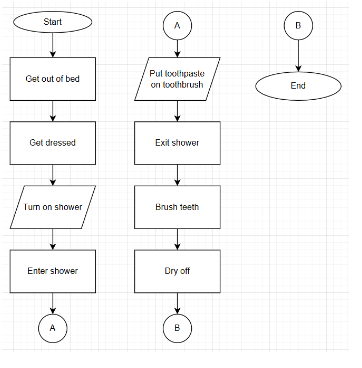 Start
Get out of bed
Get dressed
Turn on shower
Enter shower
A
A
Put toothpaste
on toothbrush
Exit shower
Brush teeth
Dry off
B
B
End